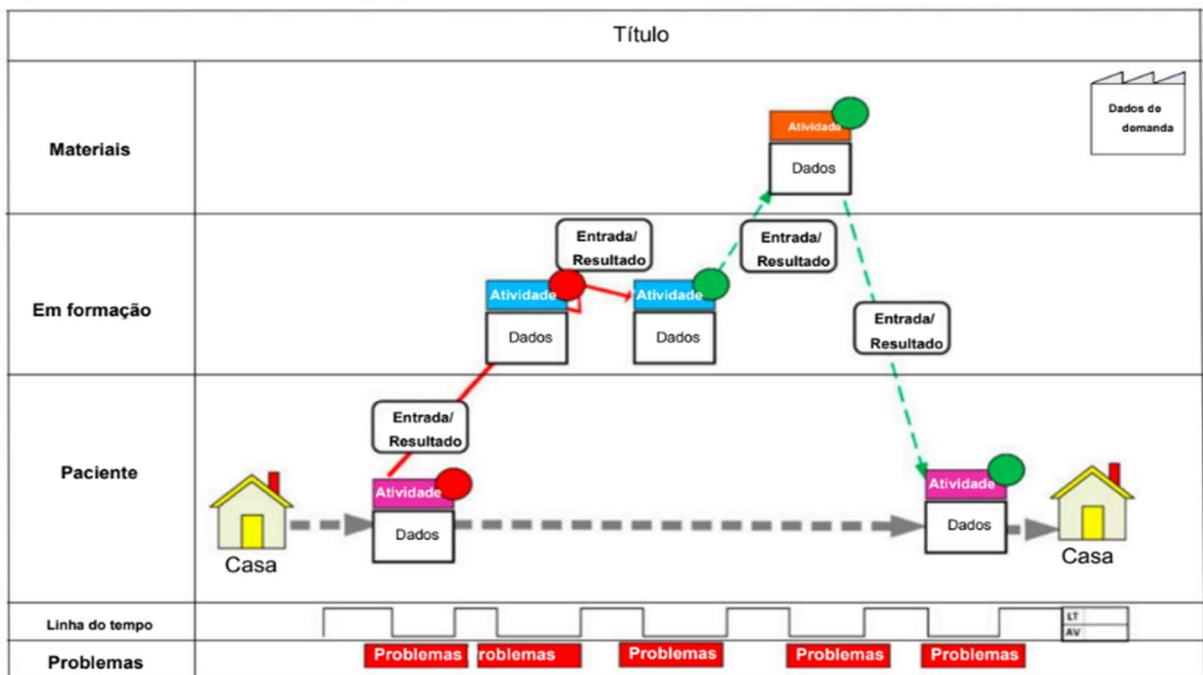 Título
Dados de
demanda
Materiais
Atividade
Dados
Entrada/
Resultado
Entrada/
Resultado
Em formação
Atividade
Dados
Atividade
Dados
Entrada/
Resultado
Entrada/
Resultado
Paciente
Atividade
Dados
Atividade
Dados
Casa
Casa
Linha do tempo
LT
AV
Problemas
Problemas
roblemas
Problemas
Problemas
Problemas